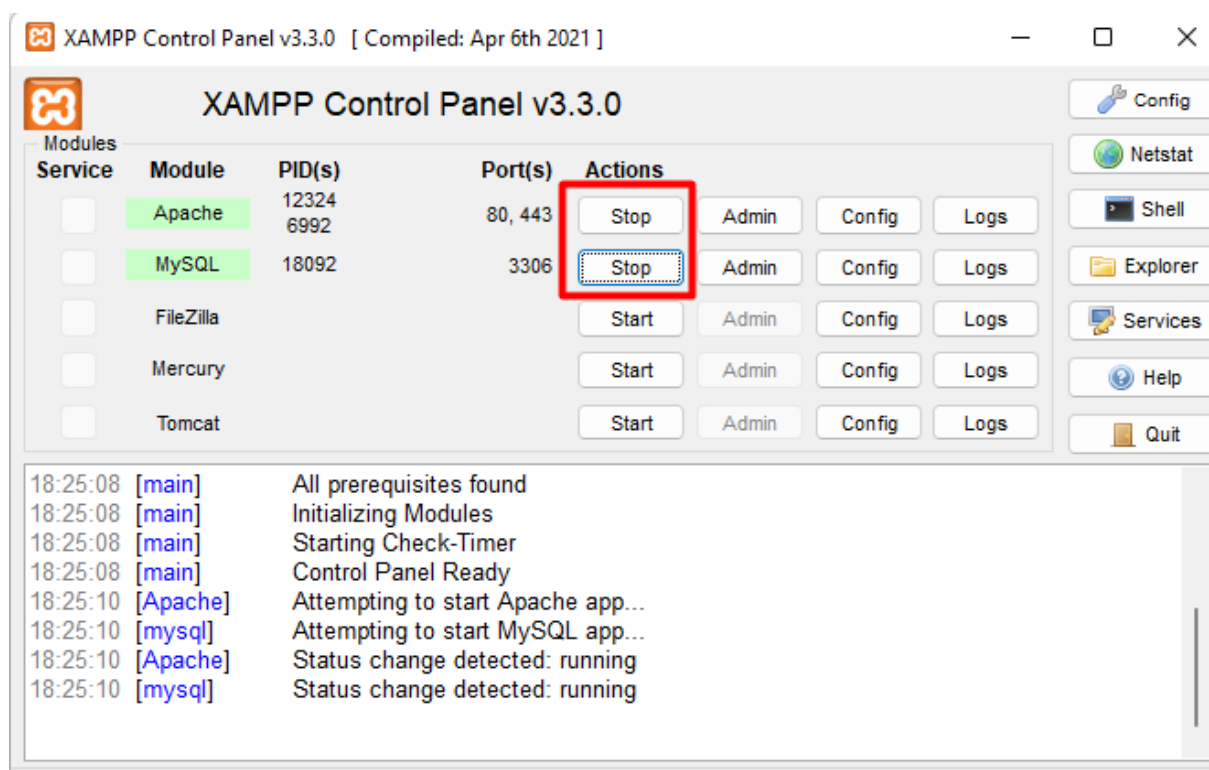 XAMPP Control Panel v3.3.0 [ Compiled: Apr 6th 2021 ]
XAMPP Control Panel v3.3.0
Config
Modules
Netstat
Service Module PID(s) Port(s) Actions
Apache 12324 6992 80, 443 Stop Admin Config Logs
Shell
MySQL 18092 3306 Stop Admin Config Logs
Explorer
FileZilla Start Admin Config Logs
Services
Mercury Start Admin Config Logs
Help
Tomcat Start Admin Config Logs
Quit
18:25:08 [main] All prerequisites found
18:25:08 [main] Initializing Modules
18:25:08 [main] Starting Check-Timer
18:25:08 [main] Control Panel Ready
18:25:10 [Apache] Attempting to start Apache app...
18:25:10 [mysql] Attempting to start MySQL app...
18:25:10 [Apache] Status change detected: running
18:25:10 [mysql] Status change detected: running